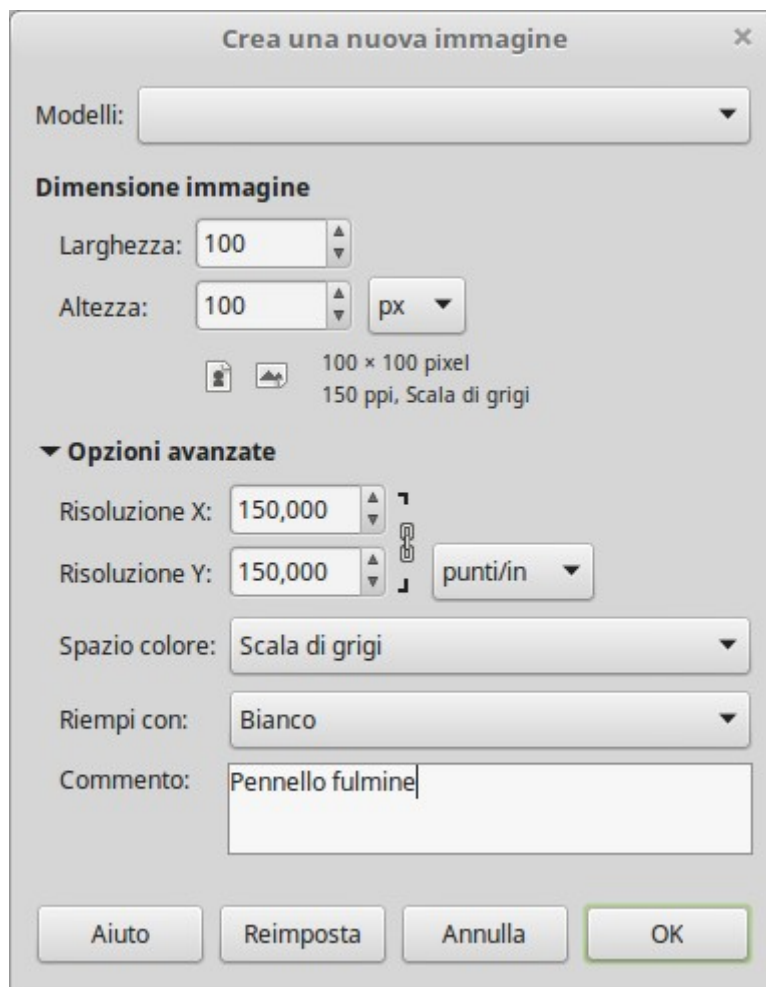 Crea una nuova immagine
Modelli:
Dimensione immagine
Larghezza: 100
Altezza: 100 px
100 × 100 pixel
150 ppi, Scala di grigi
Opzioni avanzate
Risoluzione X: 150,000
Risoluzione Y: 150,000 punti/in
Spazio colore: Scala di grigi
Riempi con: Bianco
Commento: Pennello fulmine
Aiuto Reimposta Annulla OK